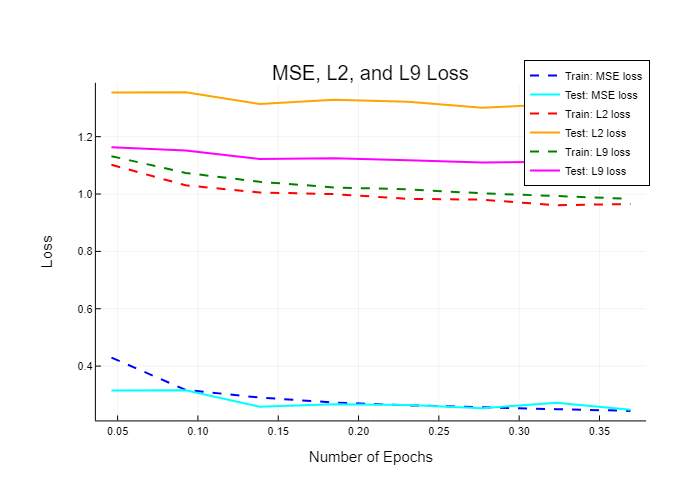 MSE, L2, and L9 Loss
Train: MSE loss
Test: MSE loss
Train: L2 loss
Test: L2 loss
Train: L9 loss
Test: L9 loss
1.2
1.0
0.8
0.6
0.4
Loss
0.05 0.10 0.15 0.20 0.25 0.30 0.35
Number of Epochs